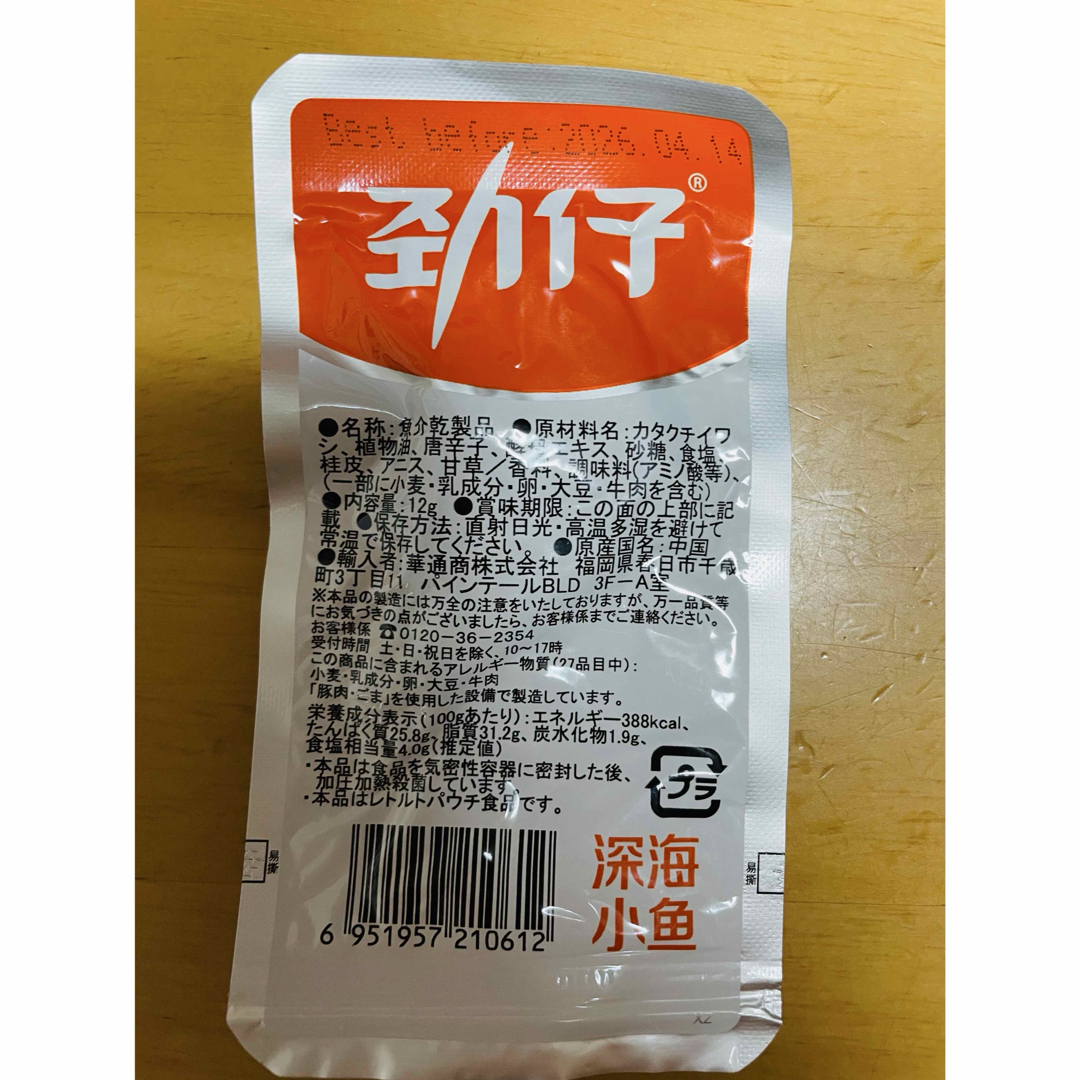 Best before:2026.04.14
劲仔®
●名称:魚介乾製品 ●原材料名:カタクチイワ
シ、植物油、唐辛子、酵母エキス、砂糖、食塩、
桂皮、アニス、甘草/香料、調味料(アミノ酸等)、
(一部に小麦・乳成分・卵・大豆・牛肉を含む)
●内容量:12g ●賞味期限:この面の上部に記
載 ●保存方法:直射日光・高温多湿を避けて
常温で保存してください。 ●原産国名:中国
●輸入者:華通商株式会社 福岡県春日市千歳
町3丁目11 パインテールBLD 3F-A室
※本品の製造には万全の注意をいたしておりますが、万一品質等
にお気づきの点がございましたら、お客様係までご連絡ください。
お客様係 ☎0120-36-2354
受付時間 土・日・祝日を除く、10〜17時
この商品に含まれるアレルギー物質(27品目中):
小麦・乳成分・卵・大豆・牛肉
「豚肉・ごま」を使用した設備で製造しています。
栄養成分表示(100gあたり):エネルギー388kcal、
たんぱく質25.8g、脂質31.2g、炭水化物1.9g、
食塩相当量4.0g(推定値)
・本品は食品を気密性容器に密封した後、
加圧加熱殺菌しています。
・本品はレトルトパウチ食品です。
プラ
易撕
易撕
深海
小鱼
6 951957 210612